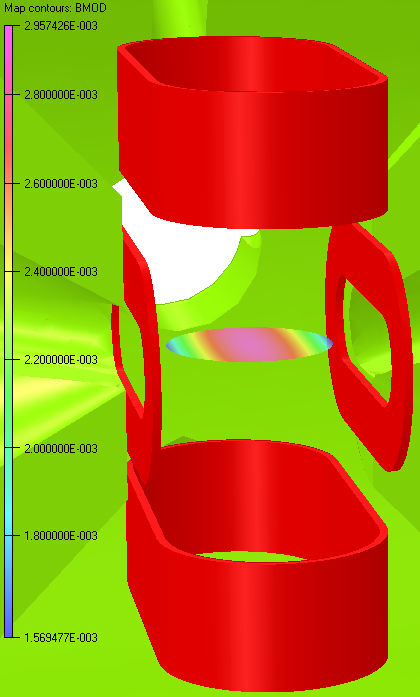 Map contours: BMOD
2.957426E-003
2.800000E-003
2.600000E-003
2.400000E-003
2.200000E-003
2.000000E-003
1.800000E-003
1.569477E-003